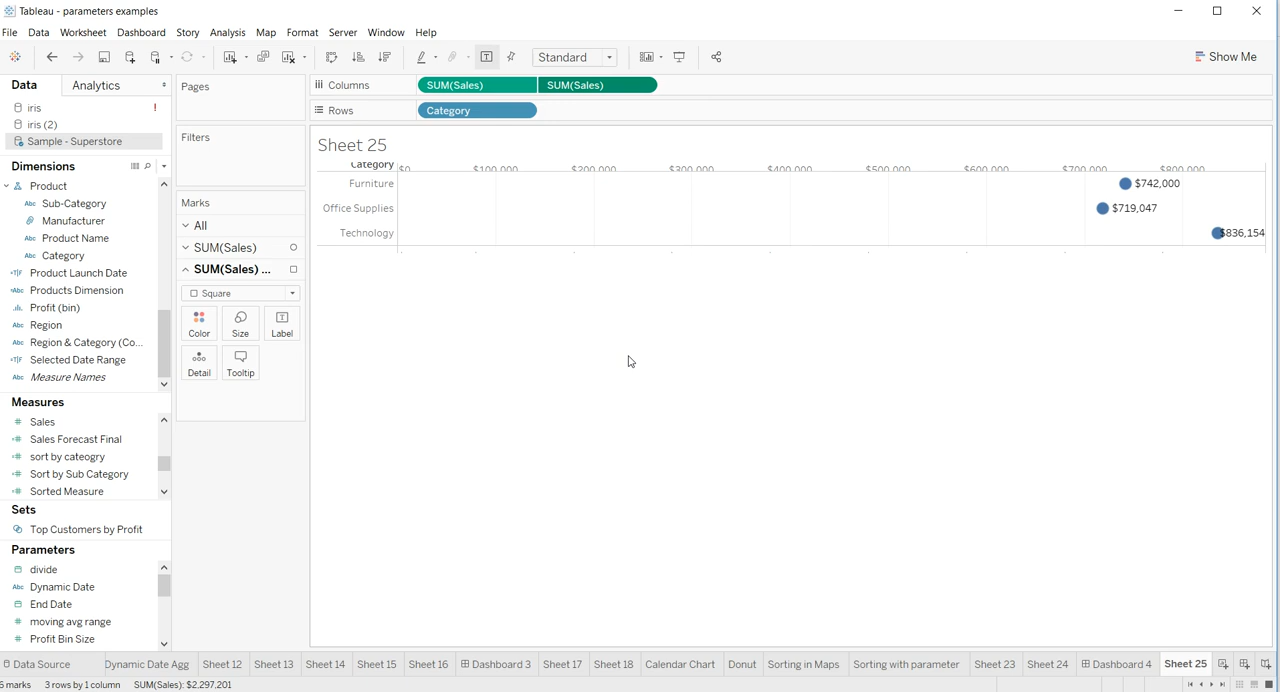 Tableau - parameters examples
File Data Worksheet Dashboard Story Analysis Map Format Server Window Help
Standard
Show Me
Data Analytics
iris !
iris (2)
Sample - Superstore
Dimensions
Product
Abc Sub-Category
Manufacturer
Abc Product Name
Abc Category
Product Launch Date
Abc Products Dimension
Profit (bin)
Abc Region
Abc Region & Category (Co...
Selected Date Range
Abc Measure Names
Measures
Sales
Sales Forecast Final
sort by cateogry
Sort by Sub Category
Sorted Measure
Sets
Top Customers by Profit
Parameters
divide
Abc Dynamic Date
End Date
moving avg range
Profit Bin Size
Pages
Filters
Marks
All
SUM(Sales)
SUM(Sales) ...
Square
Color Size Label
Detail Tooltip
Columns SUM(Sales) SUM(Sales)
Rows Category
Sheet 25
Category $0 $100,000 $200,000 $300,000 $400,000 $500,000 $600,000 $700,000 $800,000
Furniture $742,000
Office Supplies $719,047
Technology $836,154
Data Source Dynamic Date Agg Sheet 12 Sheet 13 Sheet 14 Sheet 15 Sheet 16 Dashboard 3 Sheet 17 Sheet 18 Calendar Chart Donut Sorting in Maps Sorting with parameter Sheet 23 Sheet 24 Dashboard 4 Sheet 25
6 marks 3 rows by 1 column SUM(Sales): $2,297,201